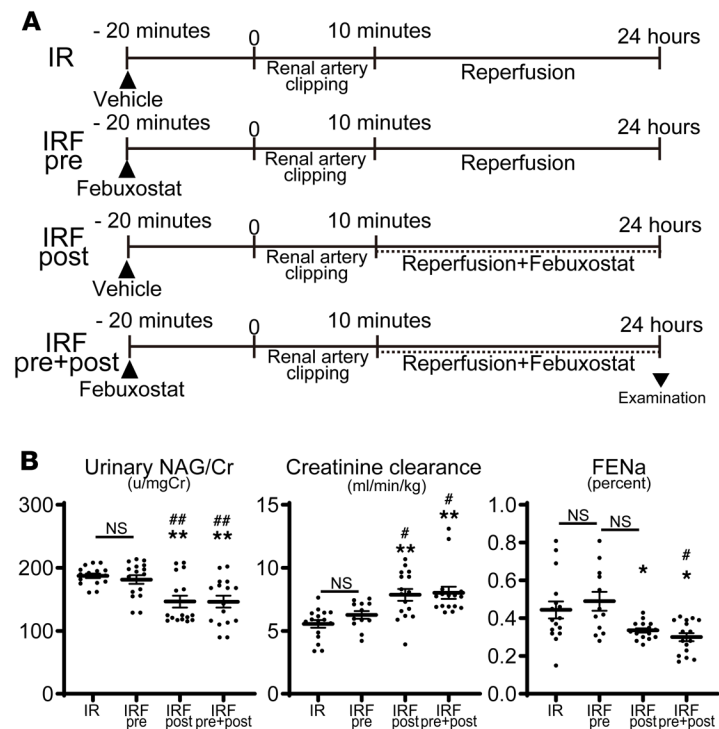 A
- 20 minutes 0 10 minutes 24 hours
IR
Renal artery
clipping
Reperfusion
Vehicle
- 20 minutes 0 10 minutes 24 hours
IRF
pre
Renal artery
clipping
Reperfusion
Febuxostat
- 20 minutes 0 10 minutes 24 hours
IRF
post
Renal artery
clipping
Reperfusion+Febuxostat
Vehicle
- 20 minutes 0 10 minutes 24 hours
IRF
pre+post
Renal artery
clipping
Reperfusion+Febuxostat
Febuxostat
Examination
B
Urinary NAG/Cr
(u/mgCr)
300
200
100
0
NS
##
**
##
**
IR IRF IRF IRF
pre post pre+post
Creatinine clearance
(ml/min/kg)
15
10
5
0
NS
#
**
#
**
IR IRF IRF IRF
pre post pre+post
FENa
(percent)
1.0
0.8
0.6
0.4
0.2
0.0
NS
NS
*
#
*
IR IRF IRF IRF
pre post pre+post